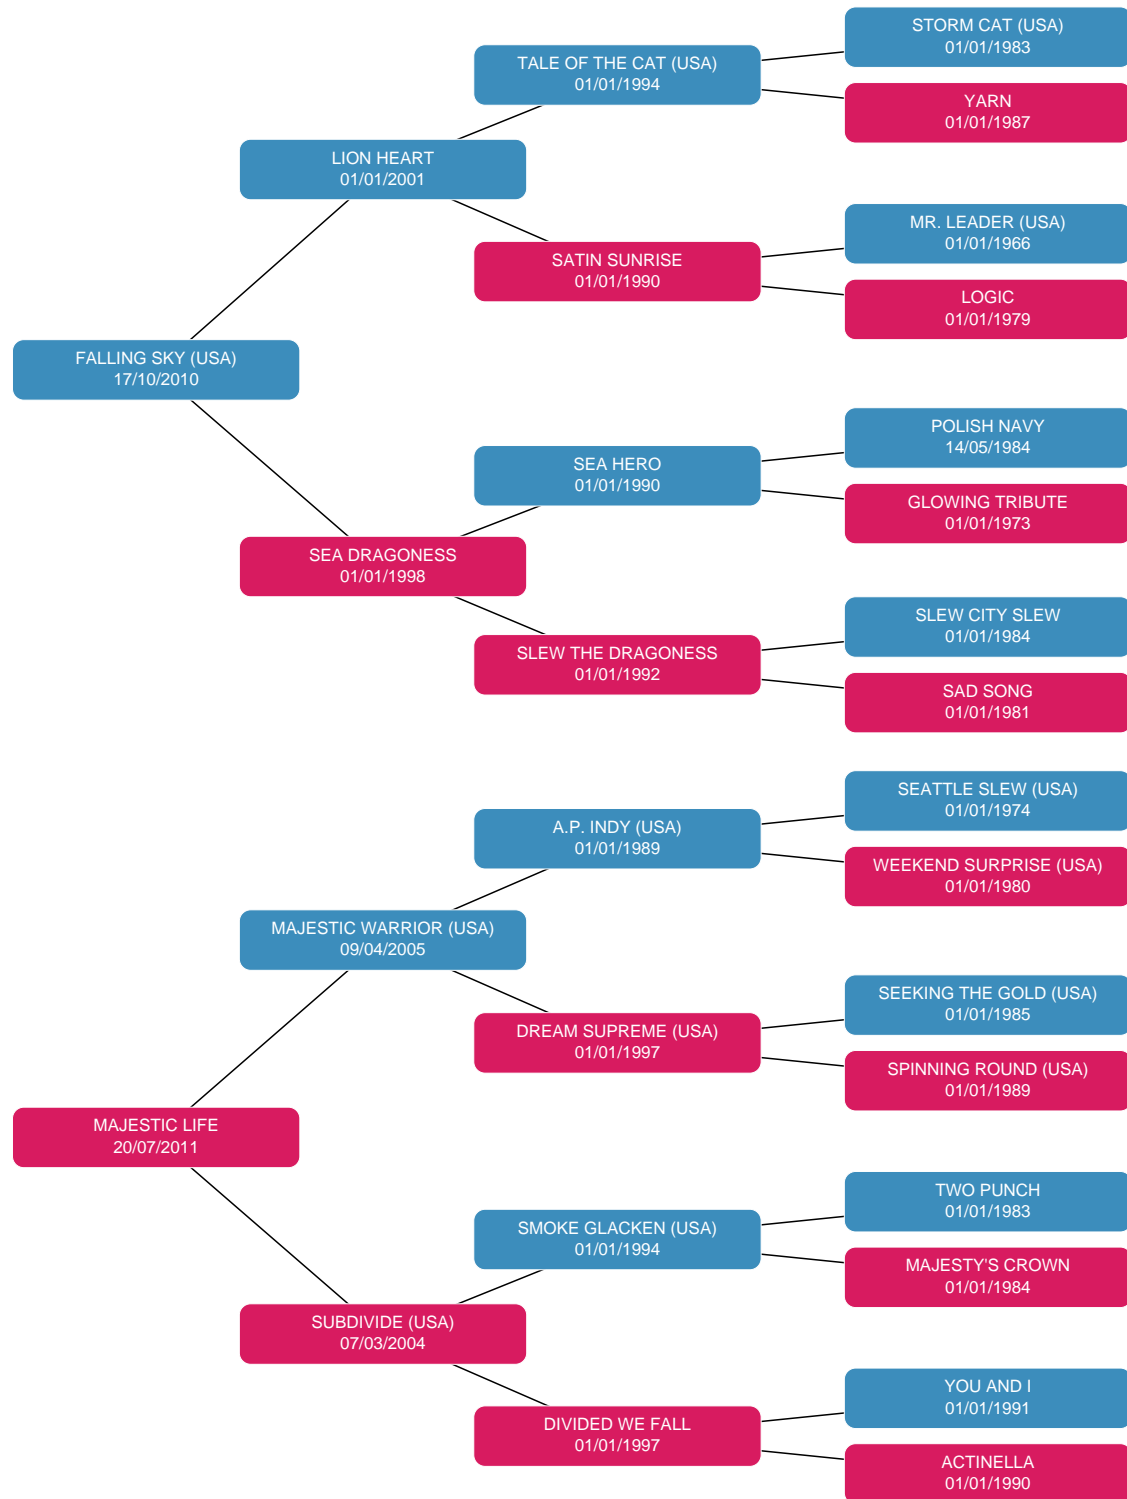 STORM CAT (USA)
01/01/1983
TALE OF THE CAT (USA)
01/01/1994
YARN
01/01/1987
LION HEART
01/01/2001
MR. LEADER (USA)
01/01/1966
SATIN SUNRISE
01/01/1990
LOGIC
01/01/1979
FALLING SKY (USA)
17/10/2010
POLISH NAVY
14/05/1984
SEA HERO
01/01/1990
GLOWING TRIBUTE
01/01/1973
SEA DRAGONESS
01/01/1998
SLEW CITY SLEW
01/01/1984
SLEW THE DRAGONESS
01/01/1992
SAD SONG
01/01/1981
SEATTLE SLEW (USA)
01/01/1974
A.P. INDY (USA)
01/01/1989
WEEKEND SURPRISE (USA)
01/01/1980
MAJESTIC WARRIOR (USA)
09/04/2005
SEEKING THE GOLD (USA)
01/01/1985
DREAM SUPREME (USA)
01/01/1997
SPINNING ROUND (USA)
01/01/1989
MAJESTIC LIFE
20/07/2011
TWO PUNCH
01/01/1983
SMOKE GLACKEN (USA)
01/01/1994
MAJESTY'S CROWN
01/01/1984
SUBDIVIDE (USA)
07/03/2004
YOU AND I
01/01/1991
DIVIDED WE FALL
01/01/1997
ACTINELLA
01/01/1990